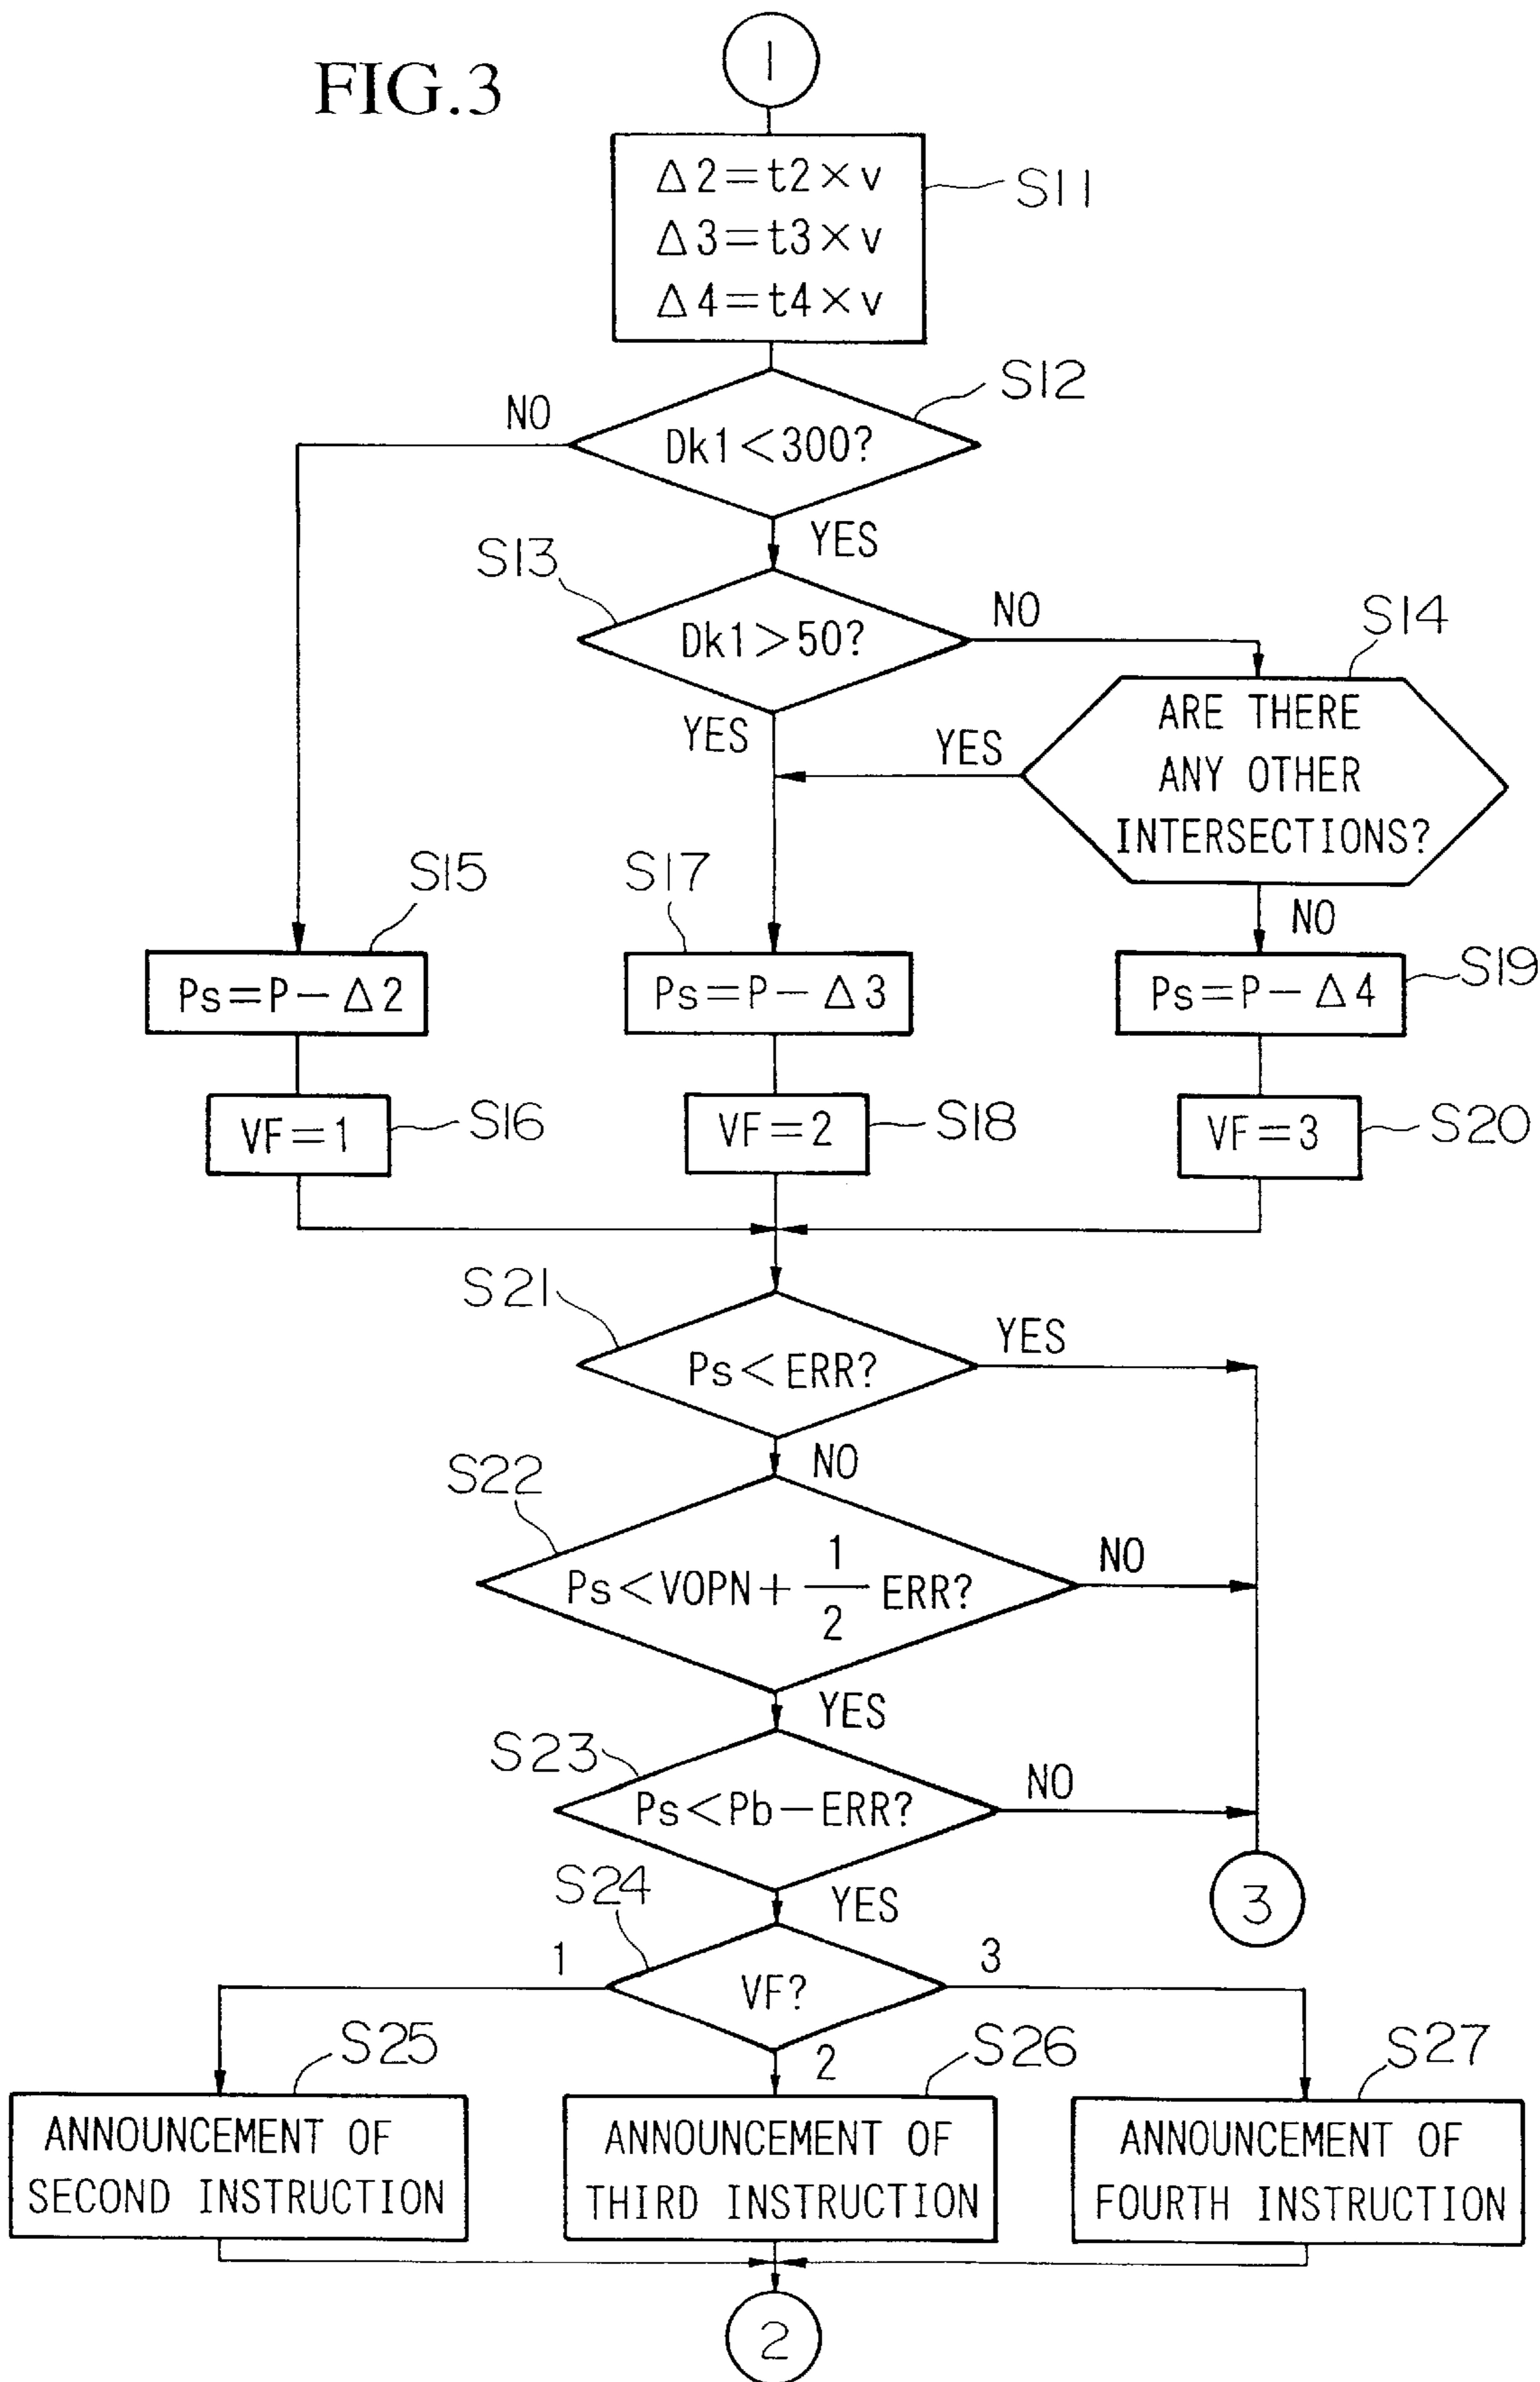 FIG.3
1
Δ2=t2×v
Δ3=t3×v
Δ4=t4×v
S11
S12
NO
Dk1<300?
YES
S13
Dk1>50?
NO
S14
YES
YES
ARE THERE
ANY OTHER
INTERSECTIONS?
NO
S15
Ps=P-Δ2
S17
Ps=P-Δ3
S19
Ps=P-Δ4
VF=1
S16
VF=2
S18
VF=3
S20
S21
Ps<ERR?
YES
NO
S22
Ps<VOPN+1/2 ERR?
NO
YES
S23
Ps<Pb-ERR?
NO
YES
3
S24
1
VF?
3
2
S25
S26
S27
ANNOUNCEMENT OF
SECOND INSTRUCTION
ANNOUNCEMENT OF
THIRD INSTRUCTION
ANNOUNCEMENT OF
FOURTH INSTRUCTION
2